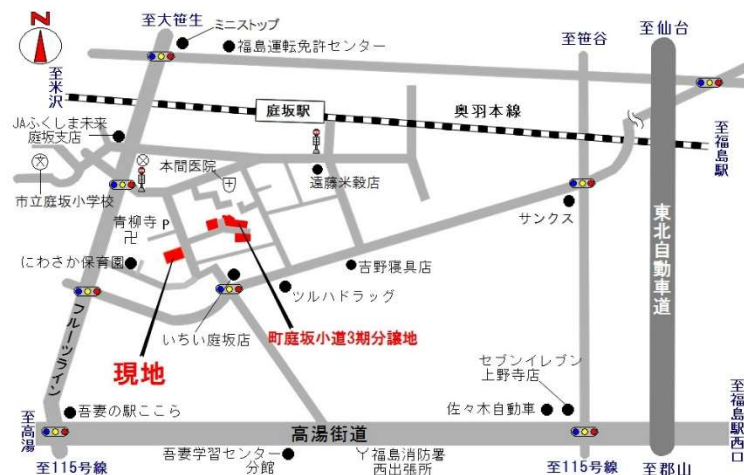 N
至大笹生
ミニストップ
福島運転免許センター
至笹谷
至仙台
至米沢
庭坂駅
奥羽本線
JAふくしま未来
庭坂支店
至福島駅
本間医院
遠藤米穀店
文
市立庭坂小学校
サンクス
青柳寺
卍
P
東北自動車道
にわさか保育園
吉野寝具店
ツルハドラッグ
いちい庭坂店
町庭坂小道3期分譲地
フルーツライン
現地
セブンイレブン
上野寺店
佐々木自動車
吾妻の駅ここら
至高湯
高湯街道
至福島駅西口
至115号線
吾妻学習センター
分館
Y福島消防署
西出張所
至115号線
至郡山